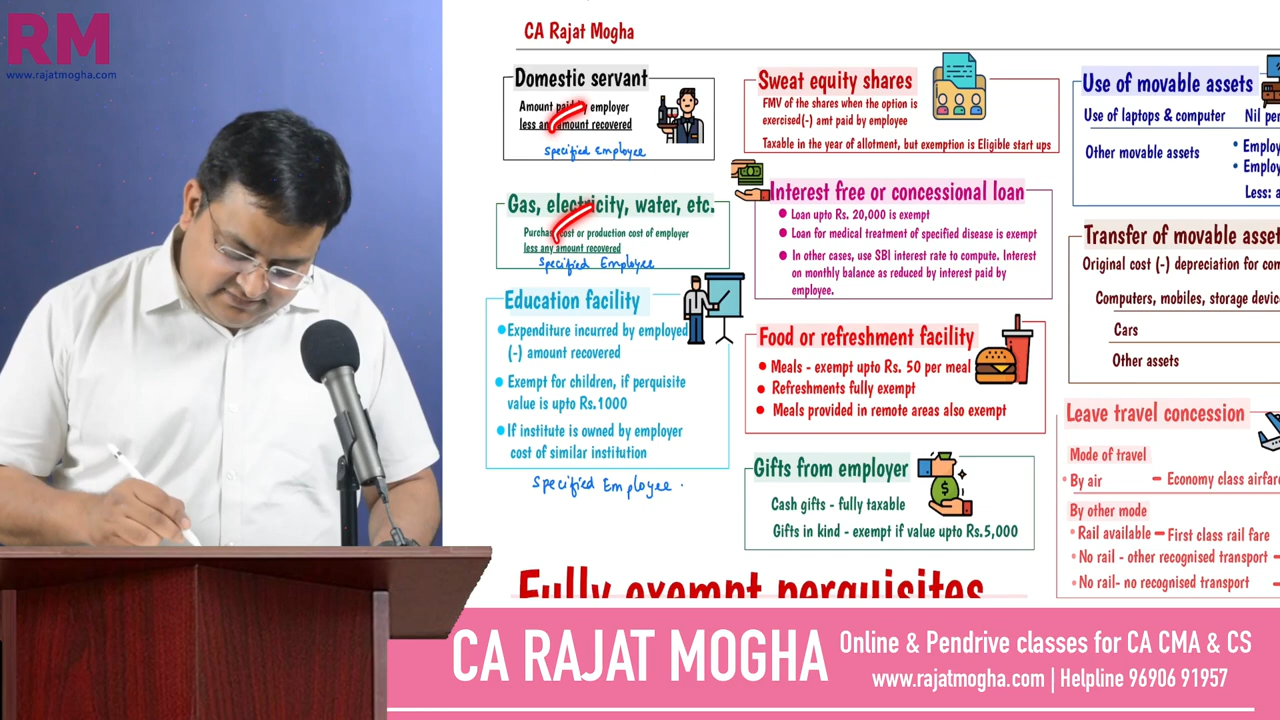 RM
www.rajatmogha.com
CA Rajat Mogha
Domestic servant
Amount paid by employer
less any amount recovered
Specified Employee
Gas, electricity, water, etc.
Purchase cost or production cost of employer
less any amount recovered
Specified Employee
Education facility
Expenditure incurred by employed
(-) amount recovered
Exempt for children, if perquisite
value is upto Rs.1000
If institute is owned by employer
cost of similar institution
Specified Employee.
Sweat equity shares
FMV of the shares when the option is
exercised(-) amt paid by employee
Taxable in the year of allotment, but exemption is Eligible start ups
Interest free or concessional loan
Loan upto Rs. 20,000 is exempt
Loan for medical treatment of specified disease is exempt
In other cases, use SBI interest rate to compute. Interest
on monthly balance as reduced by interest paid by
employee.
Food or refreshment facility
Meals - exempt upto Rs. 50 per meal
Refreshments fully exempt
Meals provided in remote areas also exempt
Gifts from employer
Cash gifts - fully taxable
Gifts in kind - exempt if value upto Rs.5,000
Use of movable assets
Use of laptops & computer Nil
Other movable assets
Less:
Transfer of movable
Original cost (-) depreciation for
Computers, mobiles, storage
Cars
Other assets
Leave travel concession
Mode of travel
By air - Economy class
By other mode
Rail available - First class rail fare
No rail - other recognised transport -
No rail- no recognised transport -
Fully exempt perquisites
CA RAJAT MOGHA
Online & Pendrive classes for CA CMA & CS
www.rajatmogha.com | Helpline 96906 91957